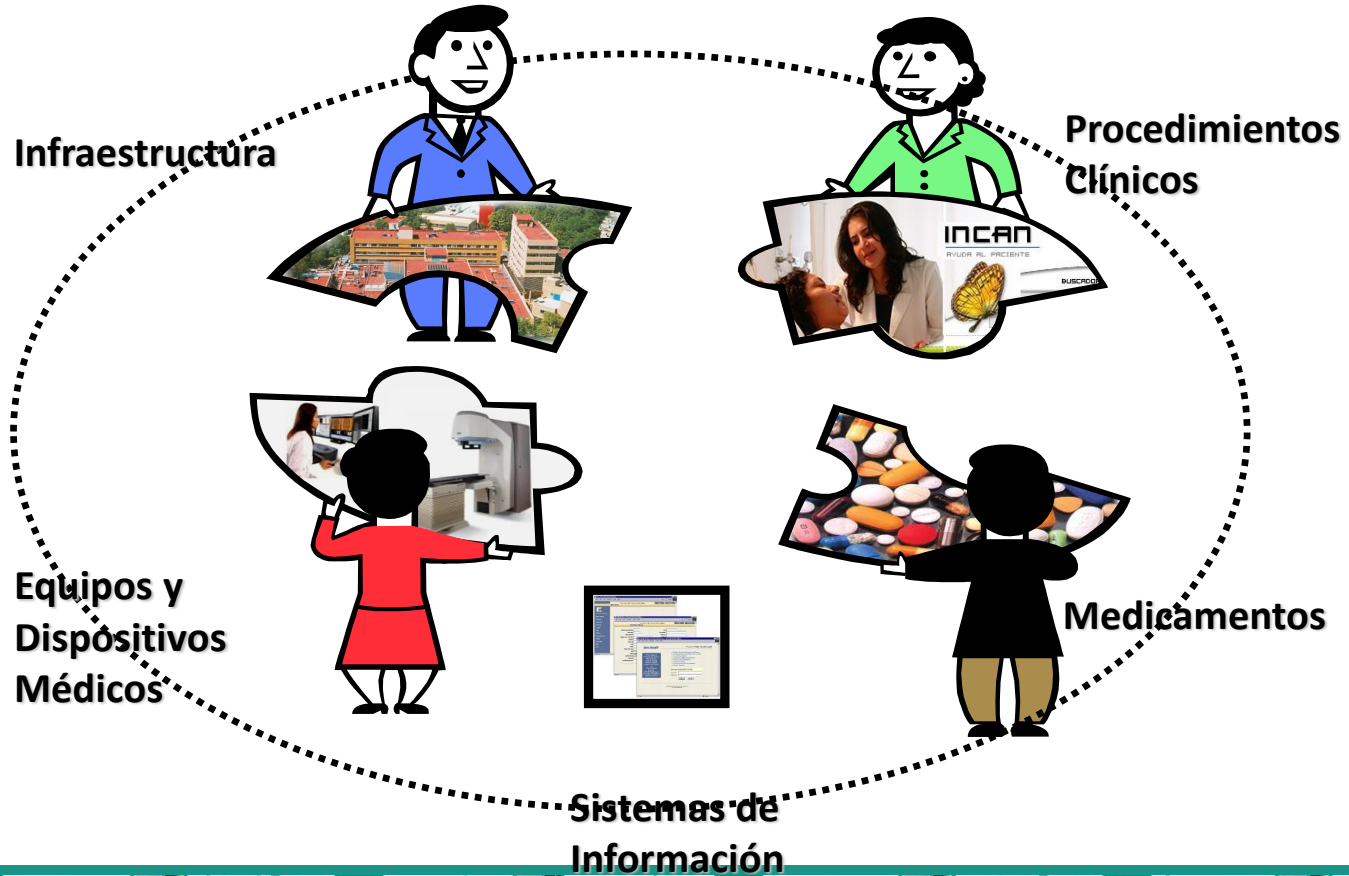 Infraestructura
Procedimientos
Clínicos
INCAN
AYUDA AL PACIENTE
BUSCADOR
Equipos y
Dispositivos
Médicos
Medicamentos
Sistemas de
Información